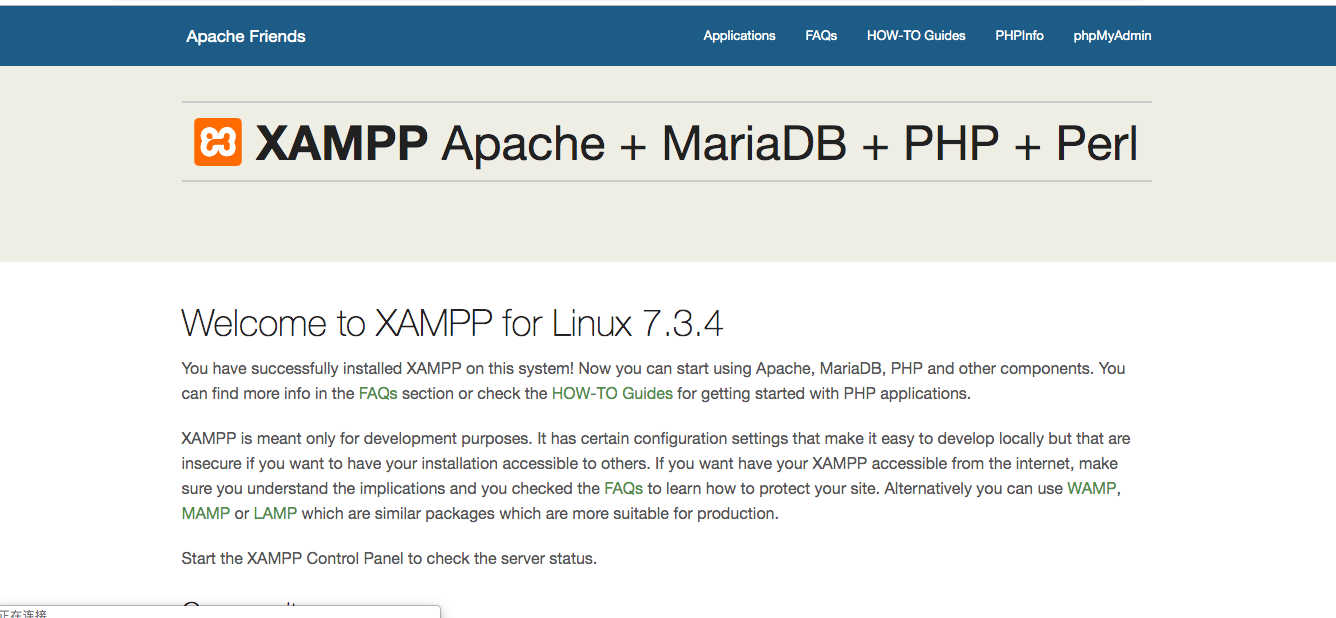 Apache Friends
Applications FAQs HOW-TO Guides PHPInfo phpMyAdmin
XAMPP Apache + MariaDB + PHP + Perl
Welcome to XAMPP for Linux 7.3.4
You have successfully installed XAMPP on this system! Now you can start using Apache, MariaDB, PHP and other components. You
can find more info in the FAQs section or check the HOW-TO Guides for getting started with PHP applications.
XAMPP is meant only for development purposes. It has certain configuration settings that make it easy to develop locally but that are
insecure if you want to have your installation accessible to others. If you want have your XAMPP accessible from the internet, make
sure you understand the implications and you checked the FAQs to learn how to protect your site. Alternatively you can use WAMP,
MAMP or LAMP which are similar packages which are more suitable for production.
Start the XAMPP Control Panel to check the server status.
正在连接